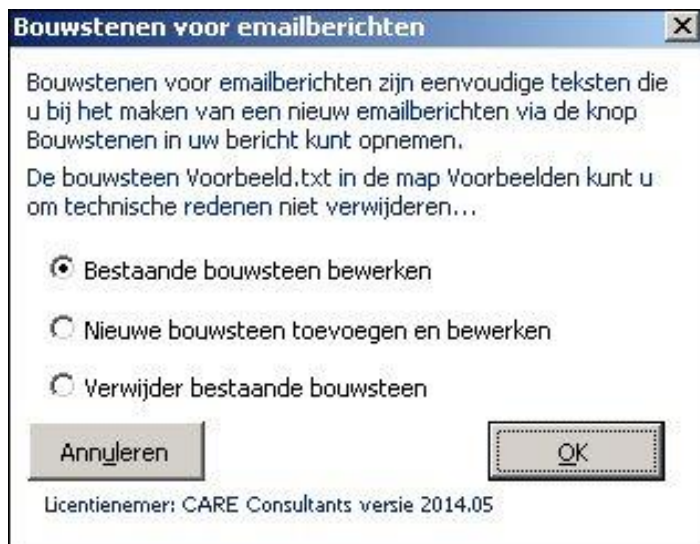 Bouwstenen voor emailberichten
Bouwstenen voor emailberichten zijn eenvoudige teksten die
u bij het maken van een nieuw emailberichten via de knop
Bouwstenen in uw bericht kunt opnemen.
De bouwsteen Voorbeeld.txt in de map Voorbeelden kunt u
om technische redenen niet verwijderen...
Bestaande bouwsteen bewerken
Nieuwe bouwsteen toevoegen en bewerken
Verwijder bestaande bouwsteen
Annuleren
OK
Licentienemer: CARE Consultants versie 2014.05